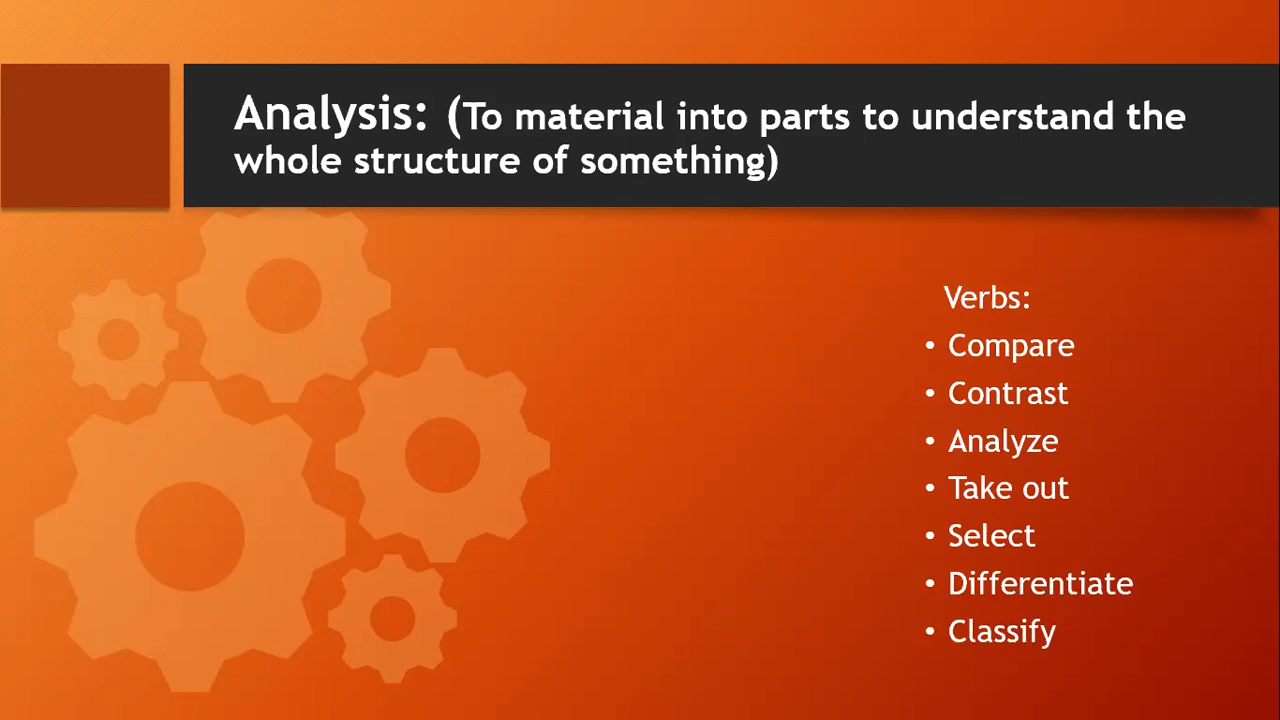 Analysis: (To material into parts to understand the
whole structure of something)
Verbs:
• Compare
• Contrast
• Analyze
• Take out
• Select
• Differentiate
• Classify